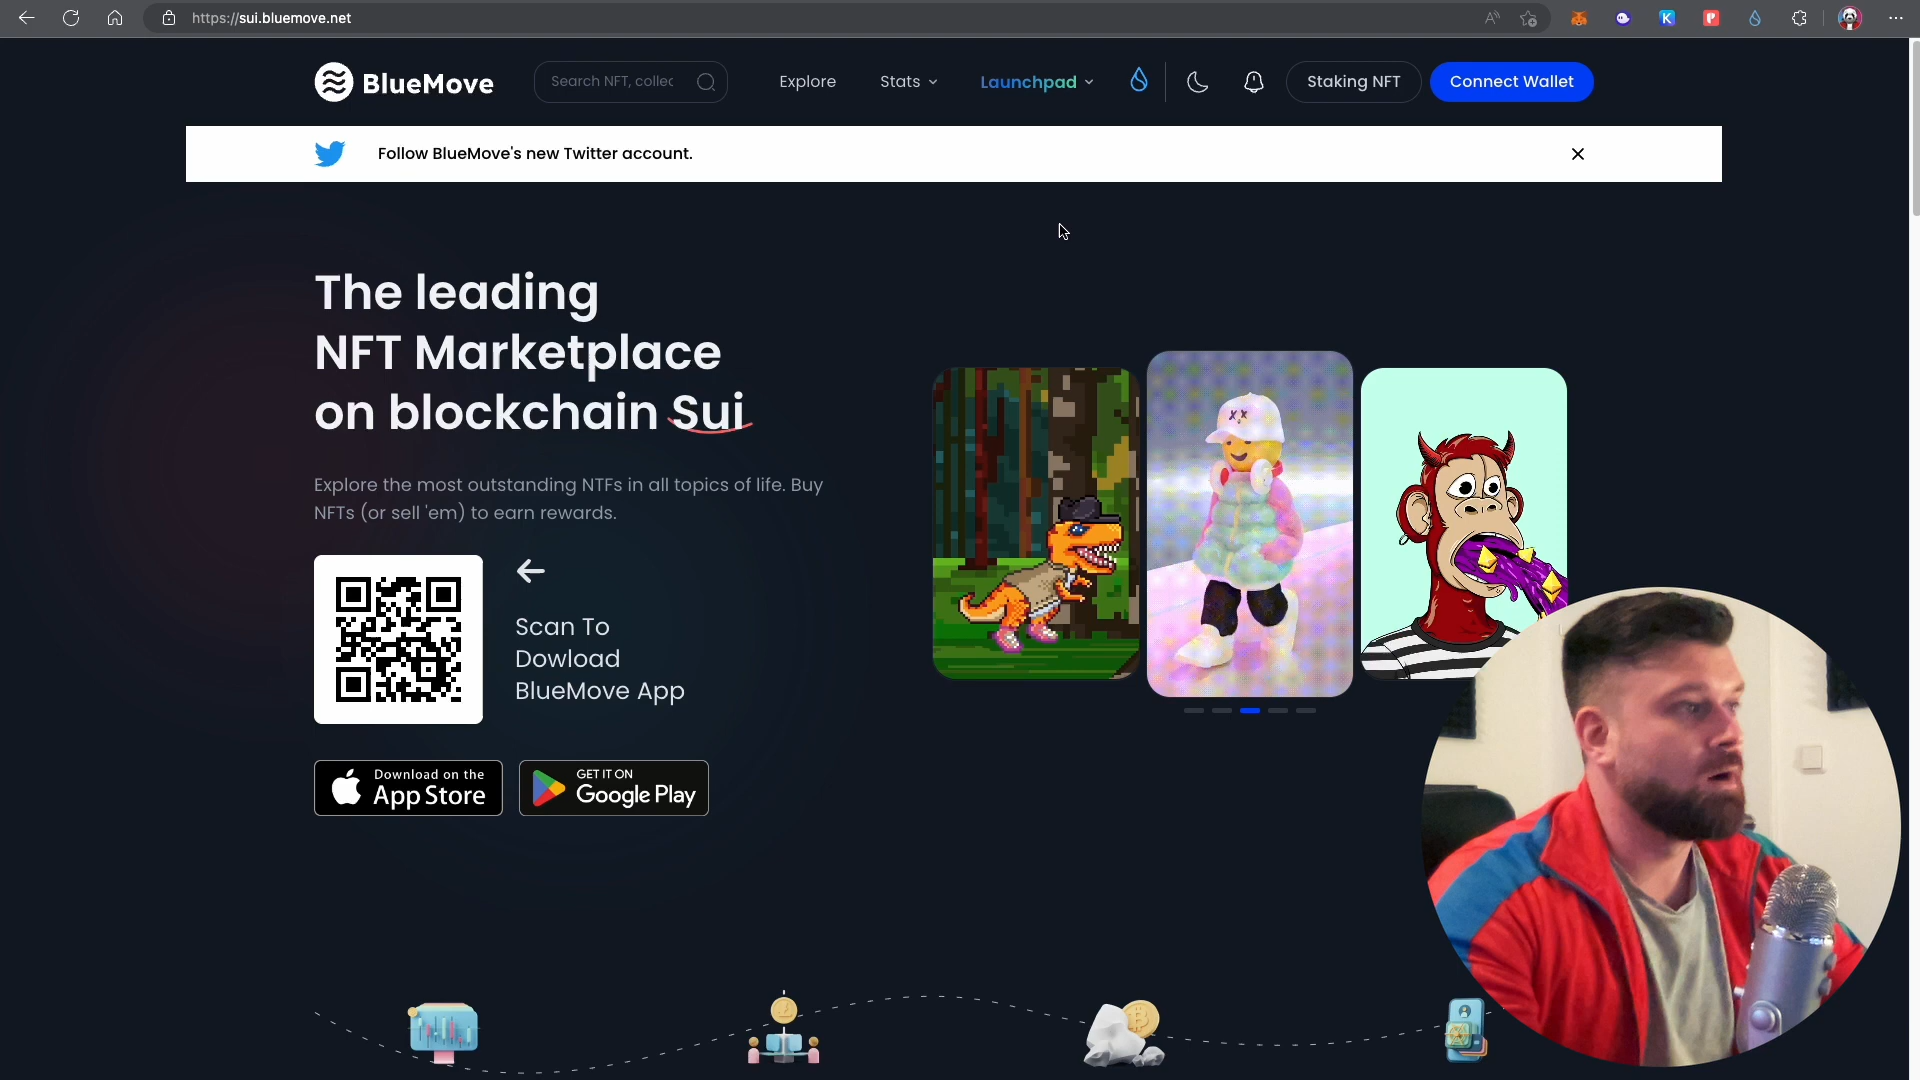 https://sui.bluemove.net
BlueMove
Search NFT, collec
Explore
Stats
Launchpad
Staking NFT
Connect Wallet
Follow BlueMove's new Twitter account.
The leading
NFT Marketplace
on blockchain Sui
Explore the most outstanding NTFs in all topics of life. Buy
NFTs (or sell 'em) to earn rewards.
Scan To
Dowload
BlueMove App
Download on the
App Store
GET IT ON
Google Play